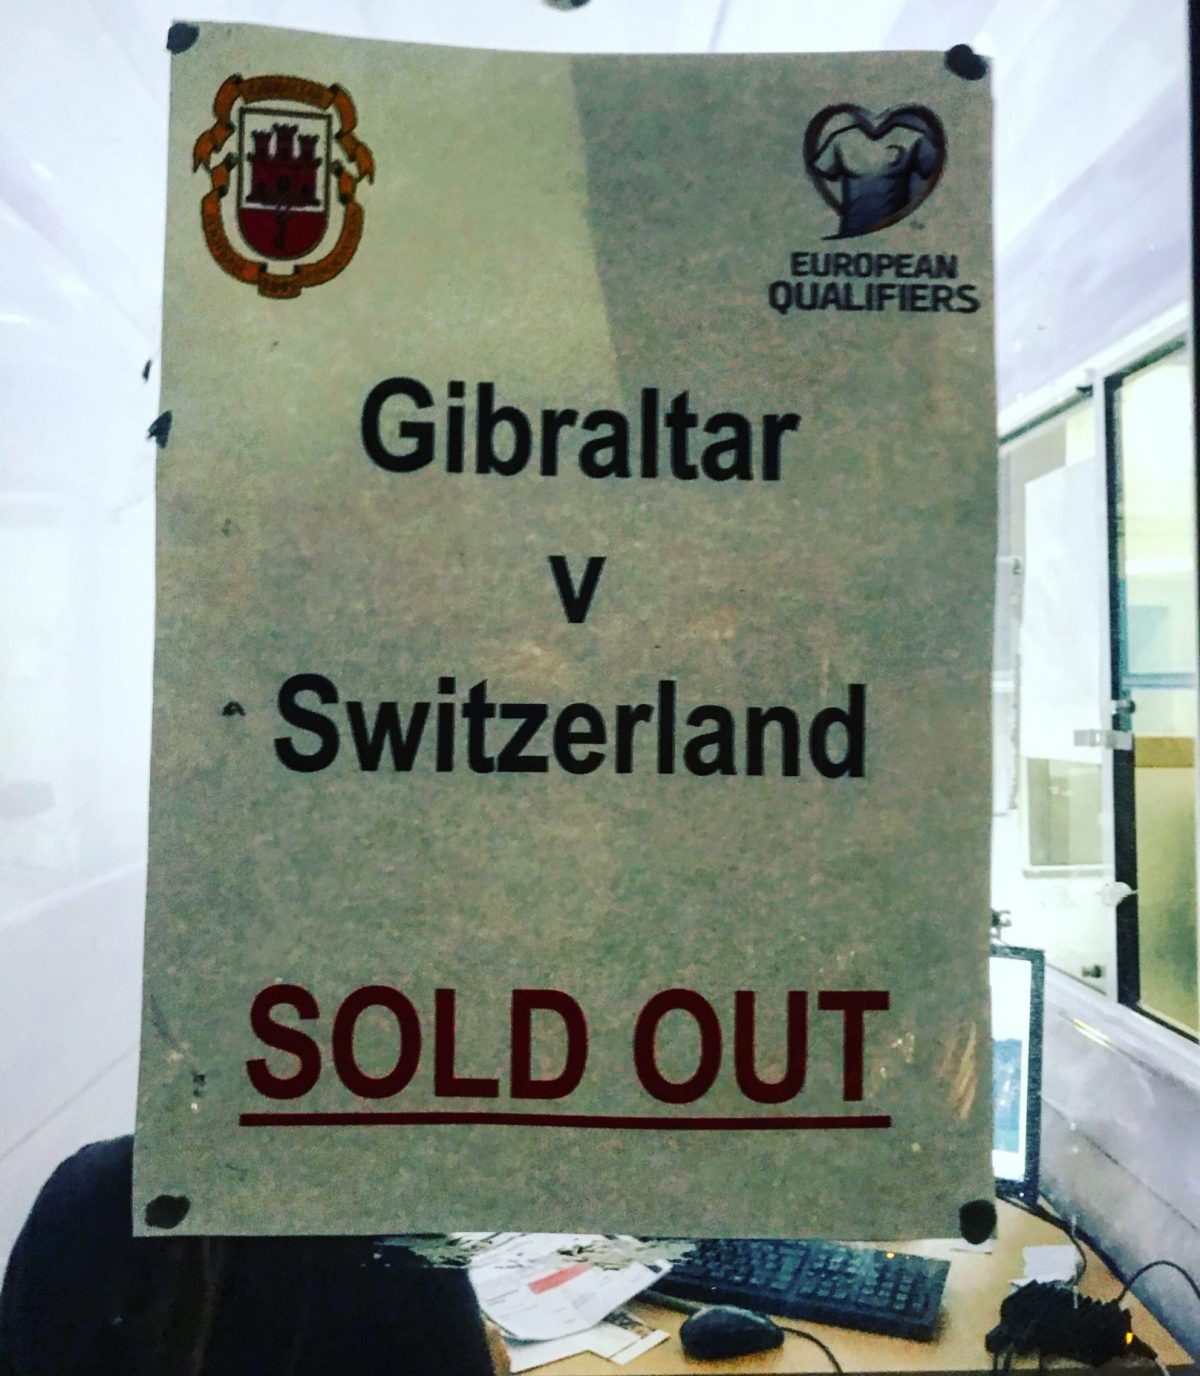 EUROPEAN
QUALIFIERS
Gibraltar
v
Switzerland
SOLD OUT